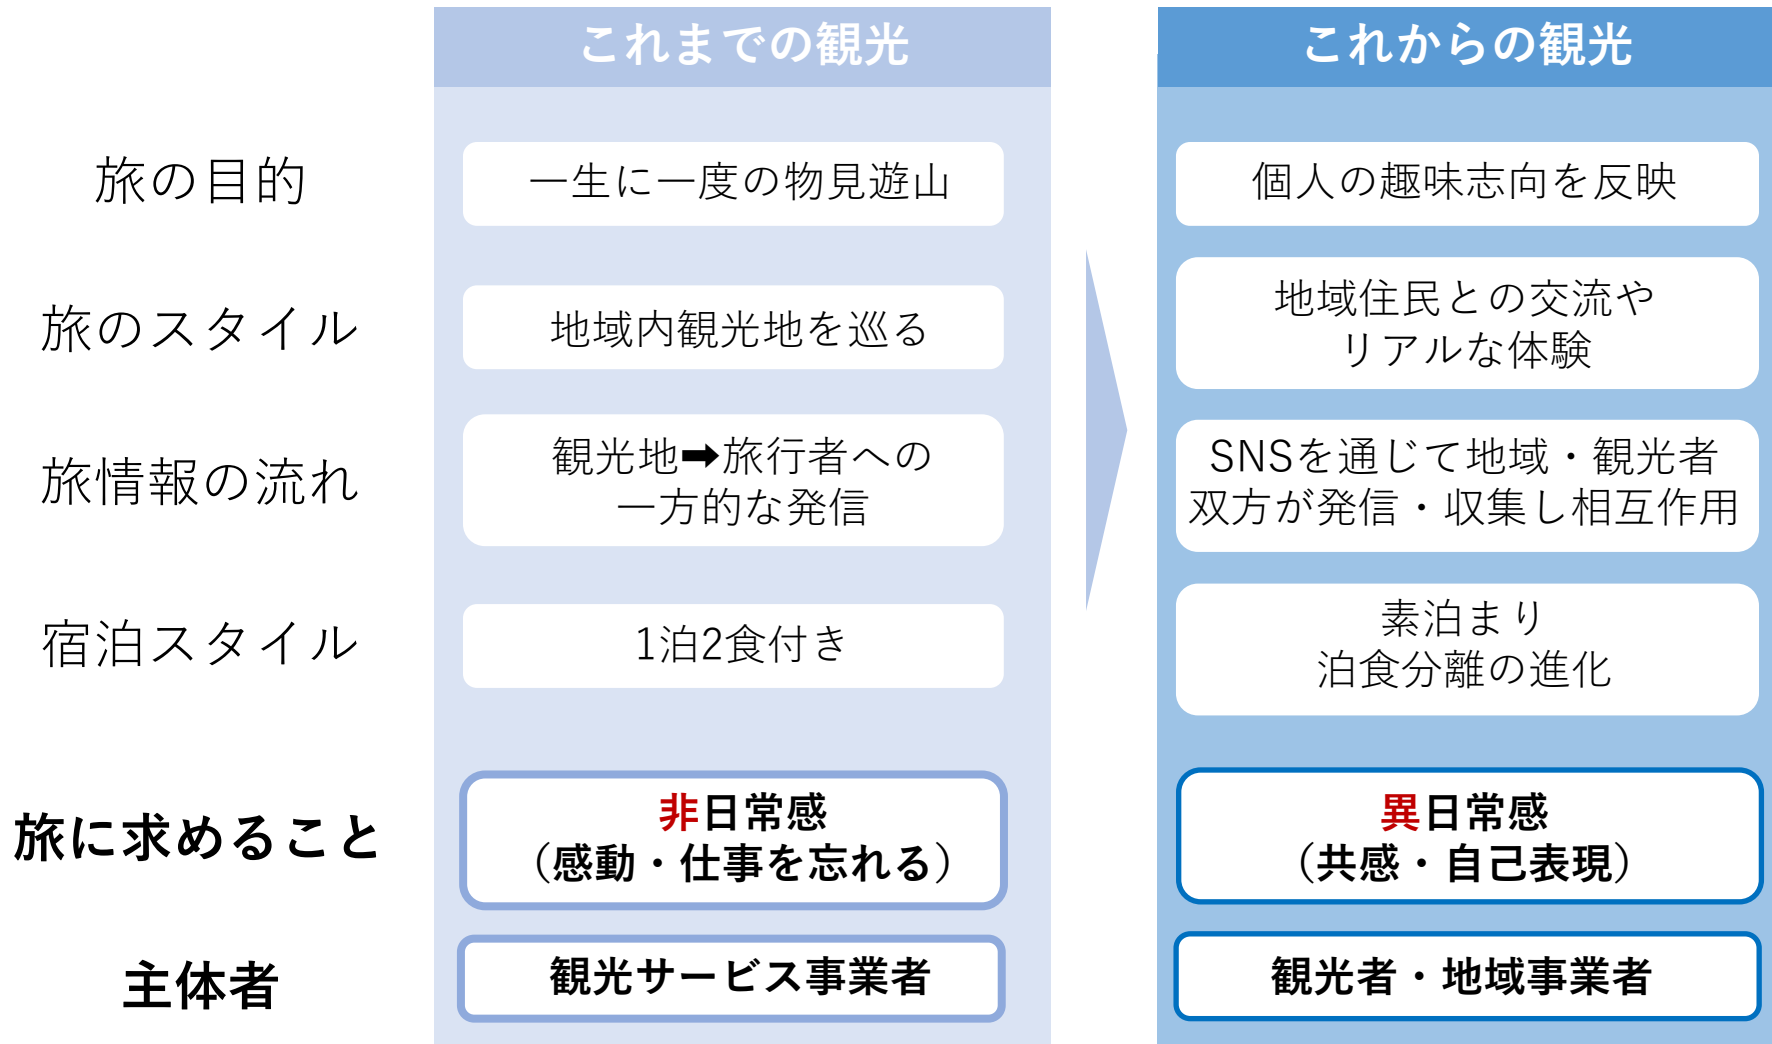 これまでの観光
これからの観光
旅の目的
一生に一度の物見遊山
個人の趣味志向を反映
旅のスタイル
地域内観光地を巡る
地域住民との交流や
リアルな体験
旅情報の流れ
観光地➡旅行者への
一方的な発信
SNSを通じて地域・観光者
双方が発信・収集し相互作用
宿泊スタイル
1泊2食付き
素泊まり
泊食分離の進化
旅に求めること
非日常感
（感動・仕事を忘れる）
異日常感
（共感・自己表現）
主体者
観光サービス事業者
観光者・地域事業者